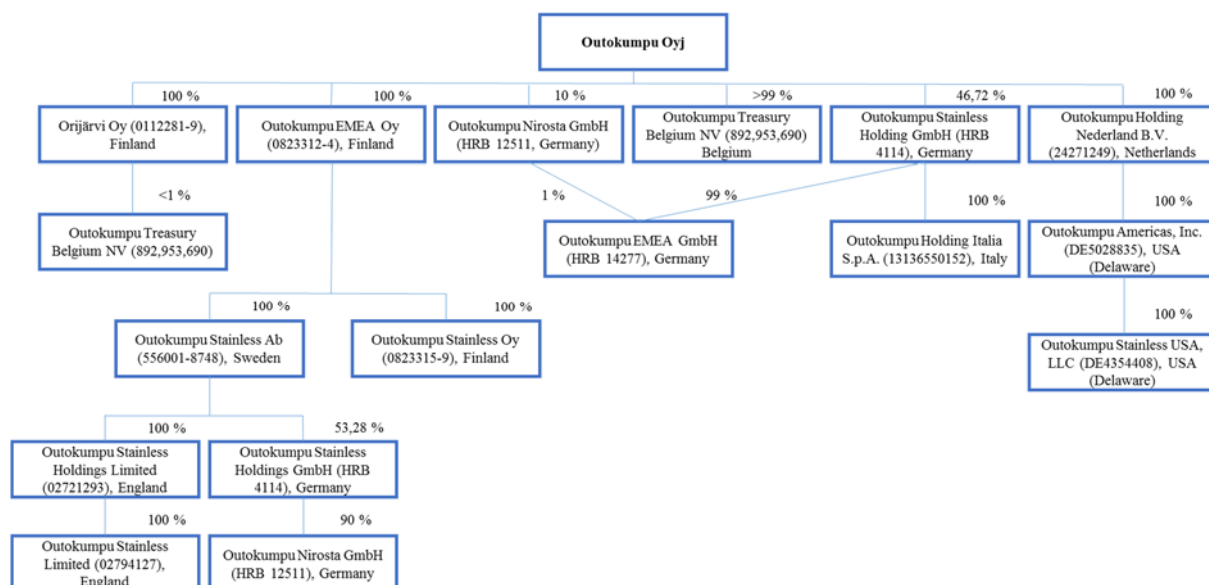 Outokumpu Oyj
100 %
100 %
10 %
>99 %
46,72 %
100 %
Orijärvi Oy (0112281-9),
Finland
Outokumpu EMEA Oy
(0823312-4), Finland
Outokumpu Nirosta GmbH
(HRB 12511, Germany)
Outokumpu Treasury
Belgium NV (892,953,690)
Belgium
Outokumpu Stainless
Holding GmbH (HRB
4114), Germany
Outokumpu Holding
Nederland B.V.
(24271249), Netherlands
<1 %
1 %
99 %
100 %
100 %
Outokumpu Treasury
Belgium NV (892,953,690)
Outokumpu EMEA GmbH
(HRB 14277), Germany
Outokumpu Holding Italia
S.p.A. (13136550152), Italy
Outokumpu Americas, Inc.
(DE5028835), USA
(Delaware)
100 %
100 %
100 %
Outokumpu Stainless Ab
(556001-8748), Sweden
Outokumpu Stainless Oy
(0823315-9), Finland
Outokumpu Stainless USA,
LLC (DE4354408), USA
(Delaware)
100 %
53,28 %
Outokumpu Stainless
Holdings Limited
(02721293), England
Outokumpu Stainless
Holdings GmbH (HRB
4114), Germany
100 %
90 %
Outokumpu Stainless
Limited (02794127),
England
Outokumpu Nirosta GmbH
(HRB 12511), Germany